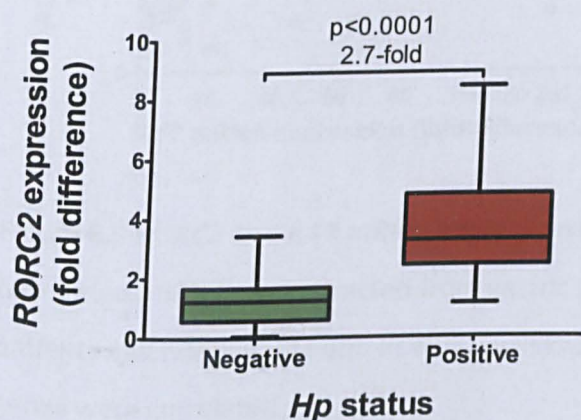 p<0.0001
2.7-fold
RORC2 expression
(fold difference)
10
8
6
4
2
0
Negative
Positive
Hp status